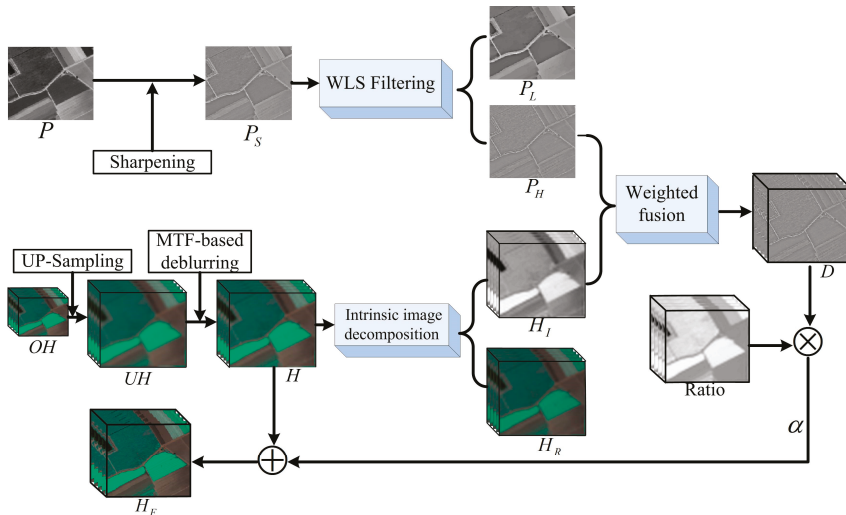 P
Sharpening
P_S
WLS Filtering
P_L
P_H
Weighted
fusion
D
UP-Sampling
MTF-based
deblurring
OH
UH
H
Intrinsic image
decomposition
H_I
H_R
Ratio
α
H_F